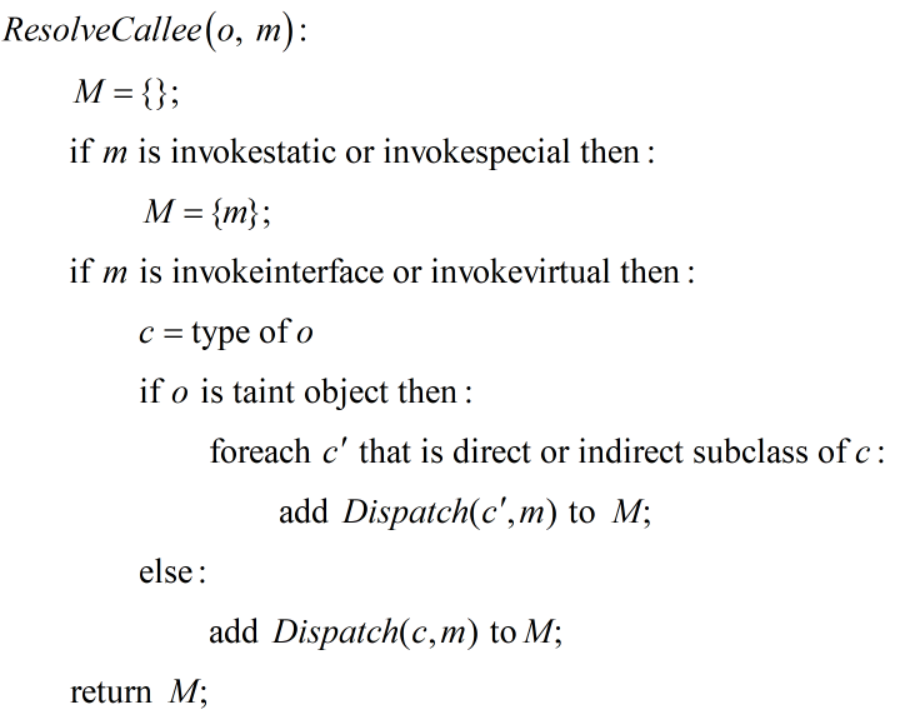 ResolveCallee(o, m):
M = {};
if m is invokestatic or invokespecial then:
M = {m};
if m is invokeinterface or invokevirtual then:
c = type of o
if o is taint object then:
foreach c′ that is direct or indirect subclass of c:
add Dispatch(c′,m) to M;
else:
add Dispatch(c,m) to M;
return M;